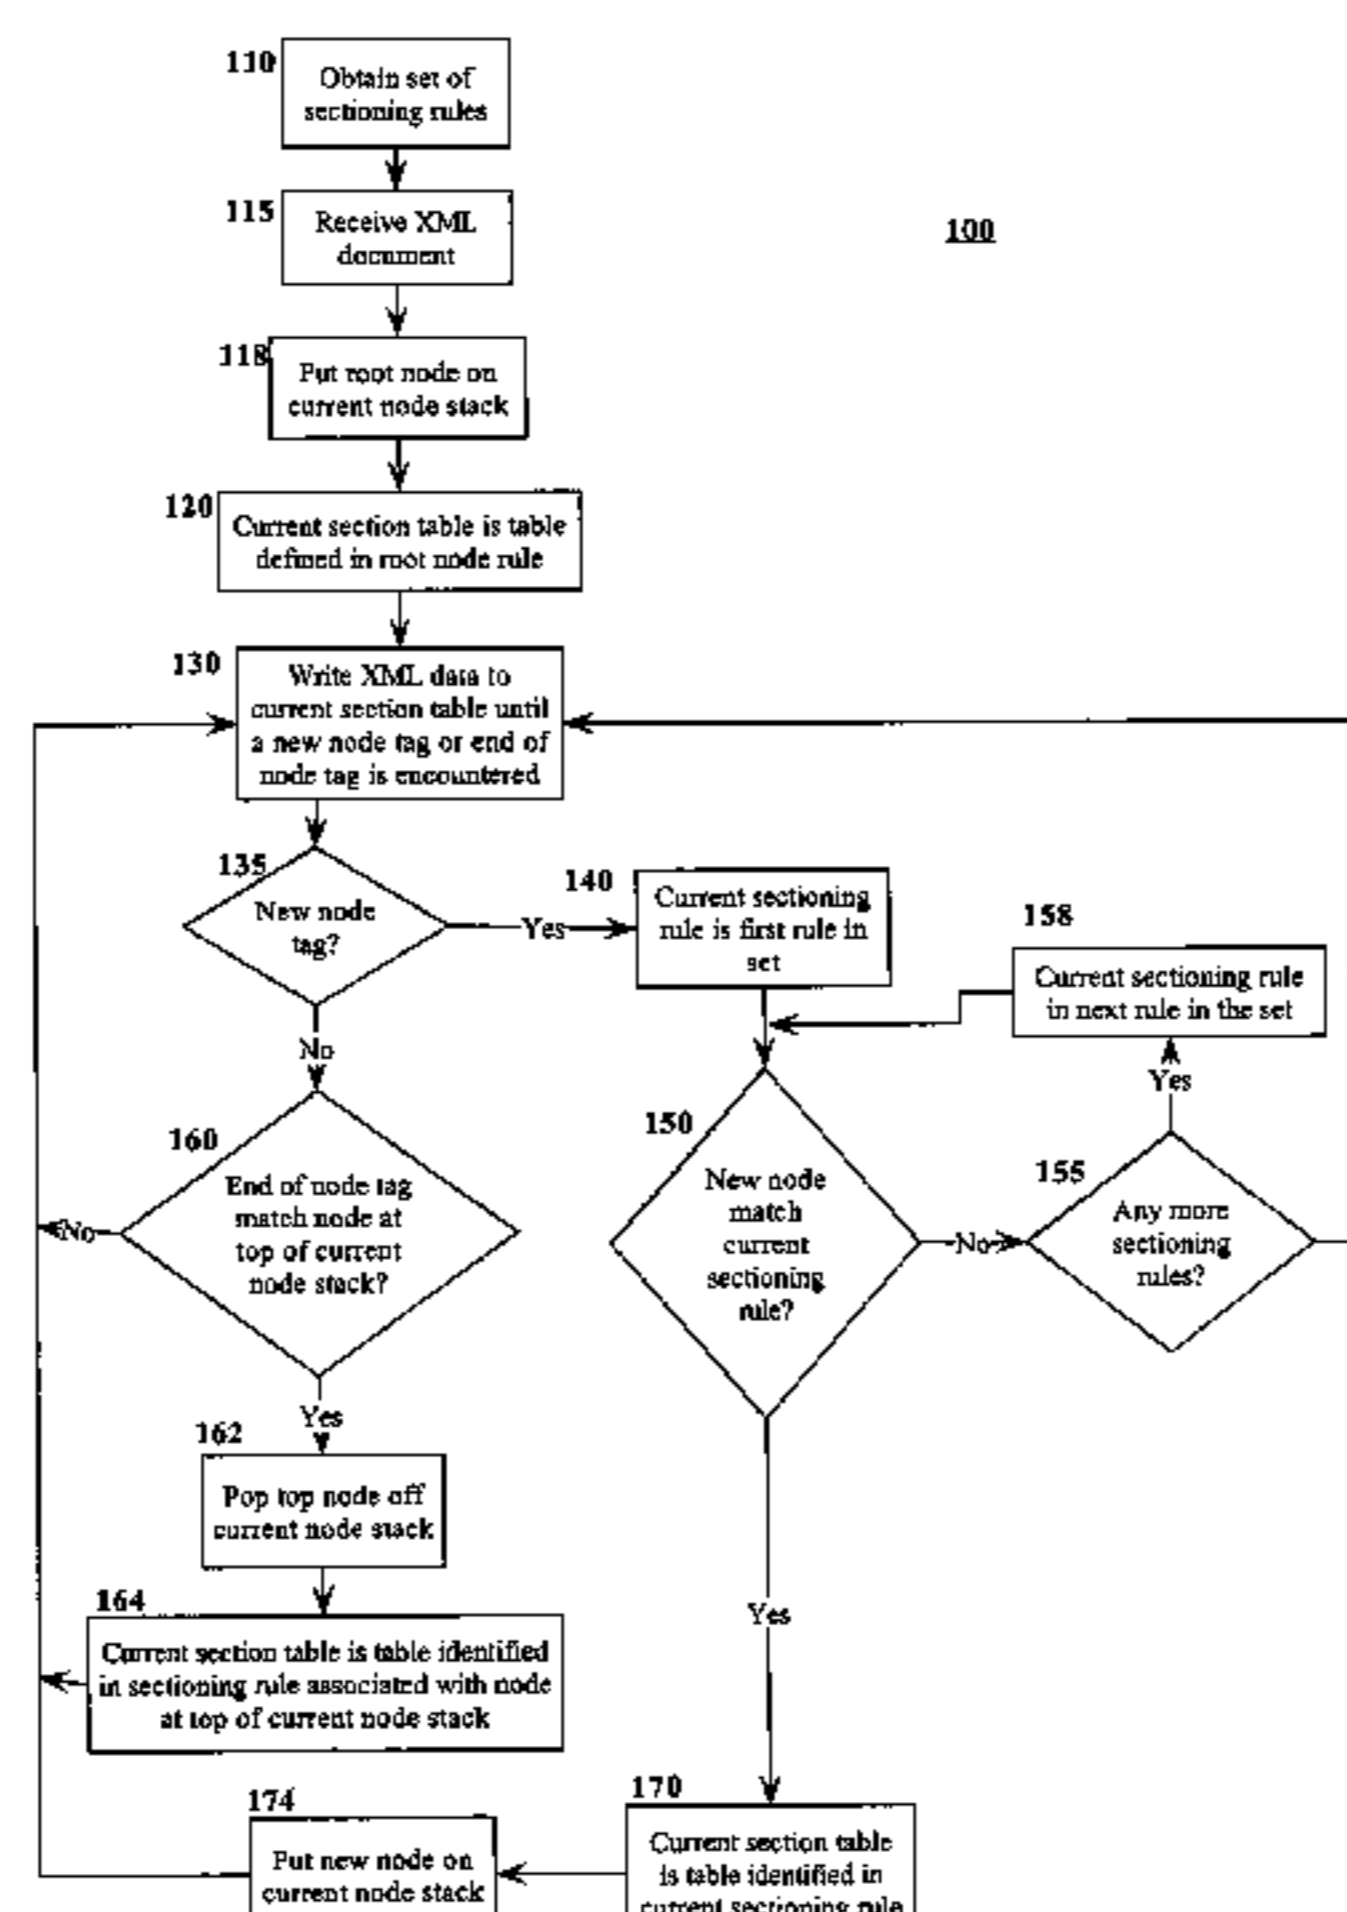 110
Obtain set of
sectioning rules
115
Receive XML
document
100
118
Put root node on
current node stack
120
Current section table is table
defined in root node rule
130
Write XML data to
current section table until
a new node tag or end of
node tag is encountered
135
New node
tag?
Yes
140
Current sectioning
rule is first rule in
set
158
Current sectioning rule
in next rule in the set
No
Yes
160
End of node tag
match node at
top of current
node stack?
No
150
New node
match
current
sectioning
rule?
No
155
Any more
sectioning
rules?
Yes
162
Pop top node off
current node stack
164
Current section table is table identified
in sectioning rule associated with node
at top of current node stack
Yes
174
Put new node on
current node stack
170
Current section table
is table identified in
current sectioning rule